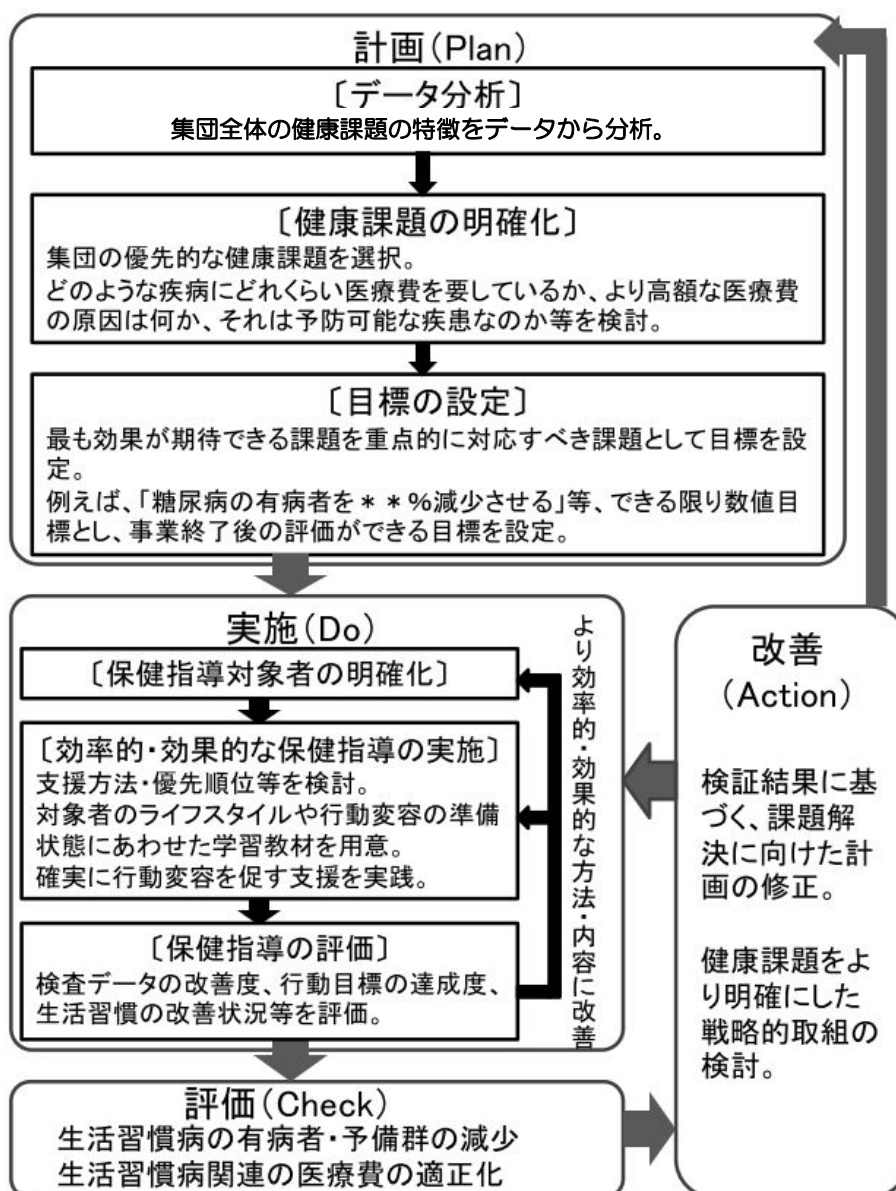 計画(Plan)
〔データ分析〕
集団全体の健康課題の特徴をデータから分析。
〔健康課題の明確化〕
集団の優先的な健康課題を選択。
どのような疾病にどれくらい医療費を要しているか、より高額な医療費
の原因は何か、それは予防可能な疾患なのか等を検討。
〔目標の設定〕
最も効果が期待できる課題を重点的に対応すべき課題として目標を設
定。
例えば、「糖尿病の有病者を＊＊%減少させる」等、できる限り数値目
標とし、事業終了後の評価ができる目標を設定。
実施(Do)
〔保健指導対象者の明確化〕
〔効率的・効果的な保健指導の実施〕
支援方法・優先順位等を検討。
対象者のライフスタイルや行動変容の準備
状態にあわせた学習教材を用意。
確実に行動変容を促す支援を実践。
〔保健指導の評価〕
検査データの改善度、行動目標の達成度、
生活習慣の改善状況等を評価。
より効率的・効果的な方法・内容に改善
評価(Check)
生活習慣病の有病者・予備群の減少
生活習慣病関連の医療費の適正化
改善
(Action)
検証結果に基
づく、課題解
決に向けた計
画の修正。
健康課題をよ
り明確にした
戦略的取組の
検討。